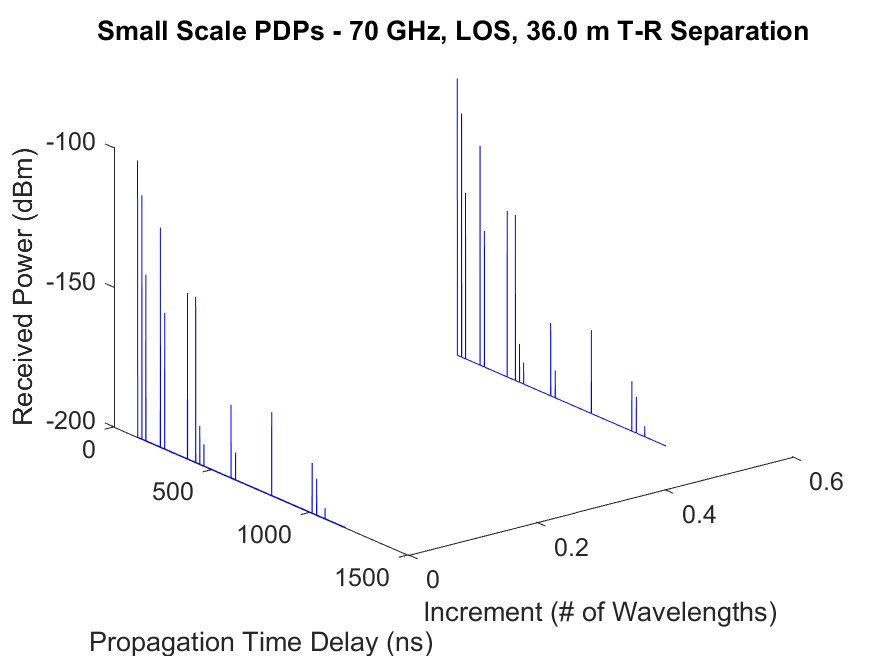 Small Scale PDPs - 70 GHz, LOS, 36.0 m T-R Separation
Received Power (dBm)
-100
-150
-200
0
500
1000
1500
Propagation Time Delay (ns)
0
0.2
0.4
0.6
Increment (# of Wavelengths)